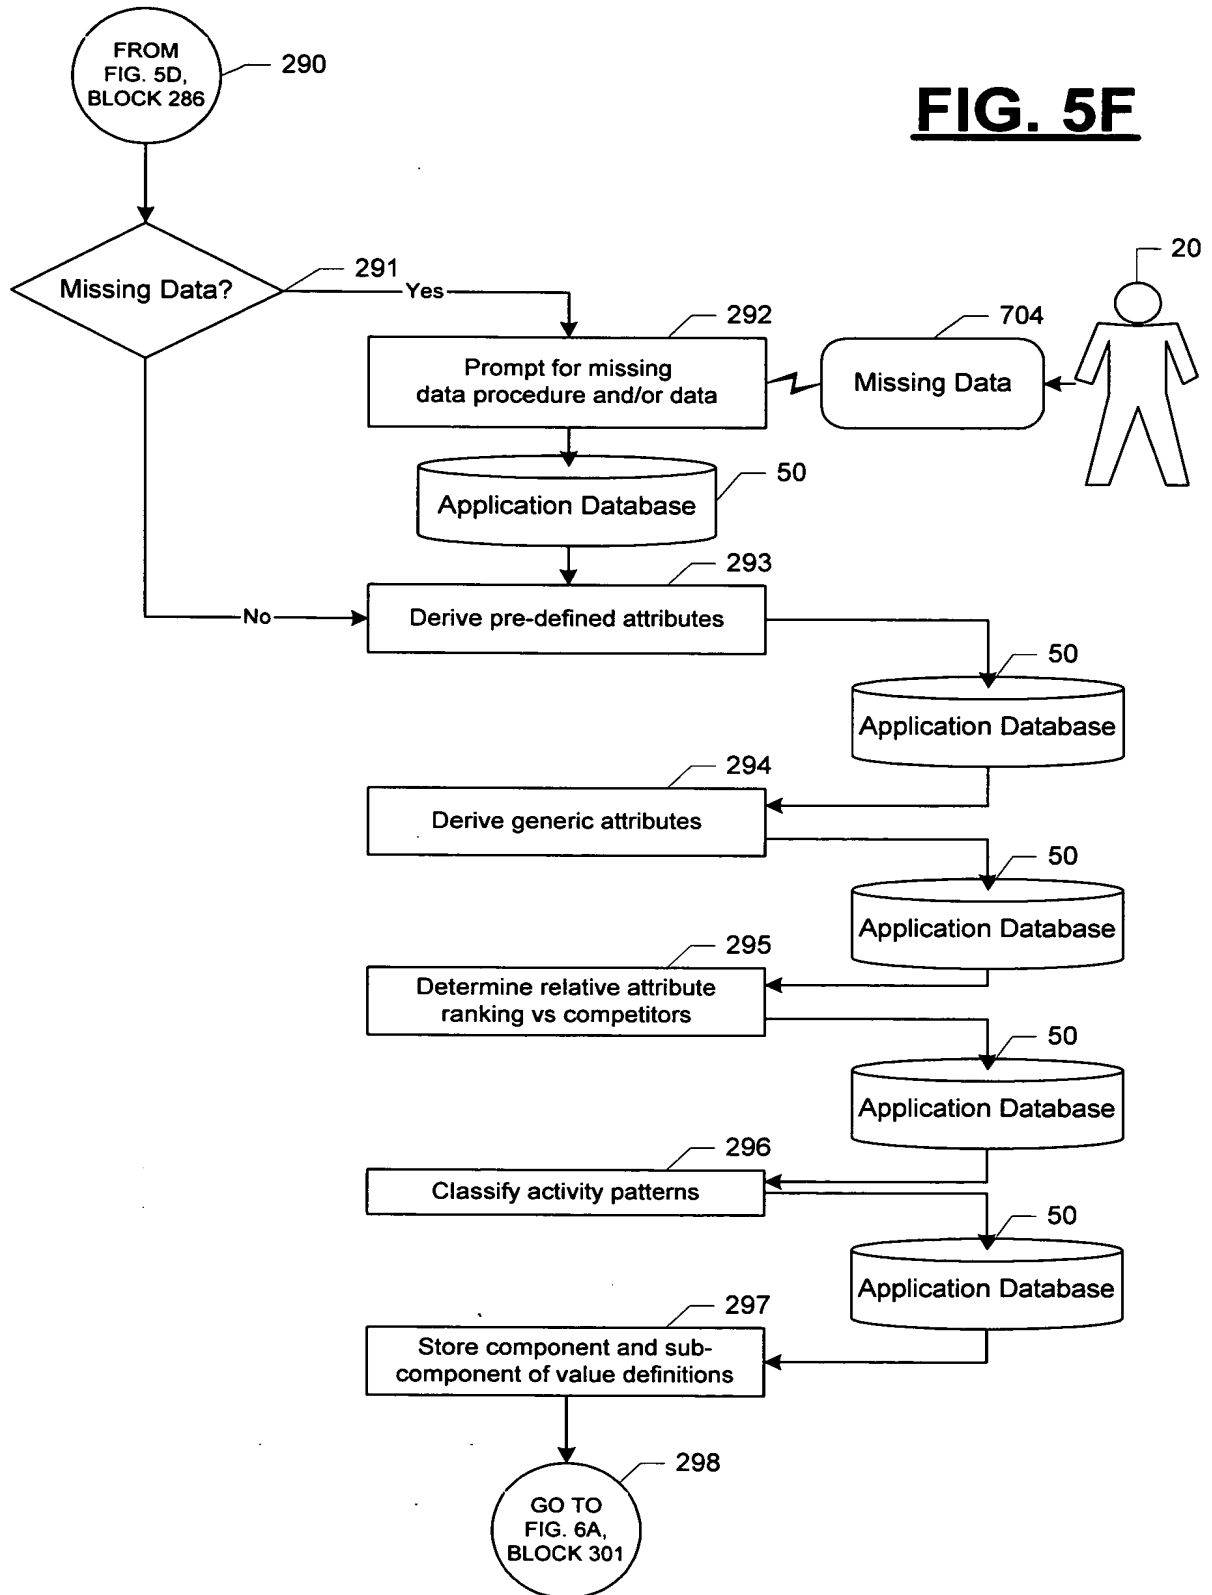 FROM
FIG. 5D,
BLOCK 286
290
FIG. 5F
Missing Data?
291
Yes
20
292
704
Prompt for missing
data procedure and/or data
Missing Data
50
Application Database
293
No
Derive pre-defined attributes
50
Application Database
294
Derive generic attributes
50
Application Database
295
Determine relative attribute
ranking vs competitors
50
Application Database
296
Classify activity patterns
50
Application Database
297
Store component and sub-
component of value definitions
298
GO TO
FIG. 6A,
BLOCK 301